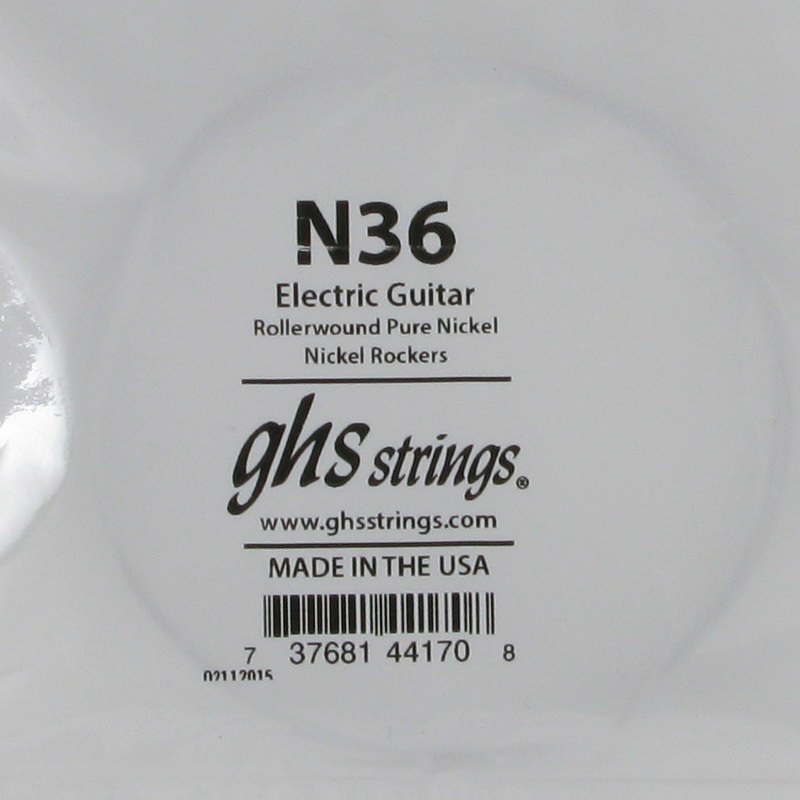 N36
Electric Guitar
Rollerwound Pure Nickel
Nickel Rockers
ghs strings®
www.ghsstrings.com
MADE IN THE USA
7 37681 44170 8
02112015